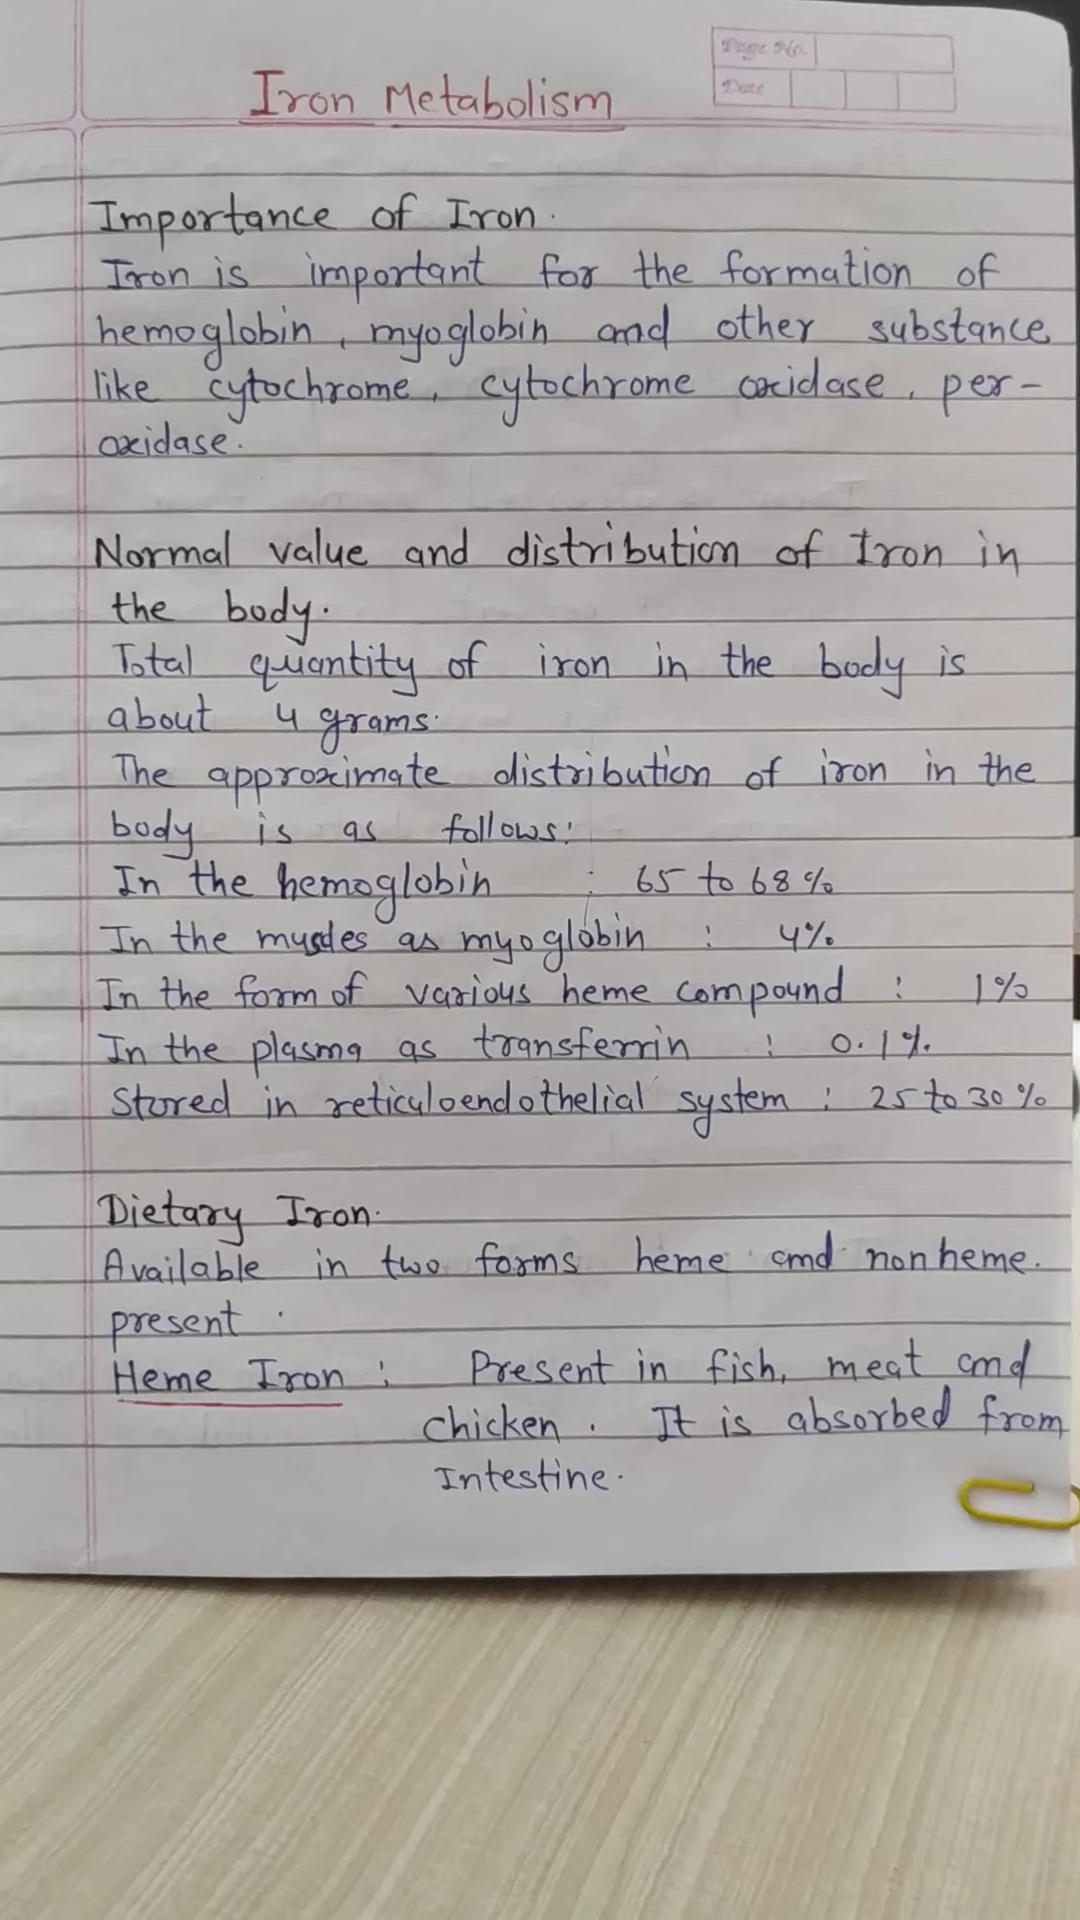 Page No.
Date
Iron Metabolism
Importance of Iron.
Iron is important for the formation of
hemoglobin, myoglobin and other substance
like cytochrome, cytochrome oxidase, per-
oxidase.
Normal value and distribution of Iron in
the body.
Total quantity of iron in the body is
about 4 grams.
The approximate distribution of iron in the
body is as follows:
In the hemoglobin : 65 to 68%
In the muscles as myoglobin : 4%
In the form of various heme compound : 1%
In the plasma as transferrin : 0.1%
Stored in reticuloendothelial system : 25 to 30%
Dietary Iron.
Available in two forms heme and nonheme.
present.
Heme Iron : Present in fish, meat and
chicken. It is absorbed from
Intestine.